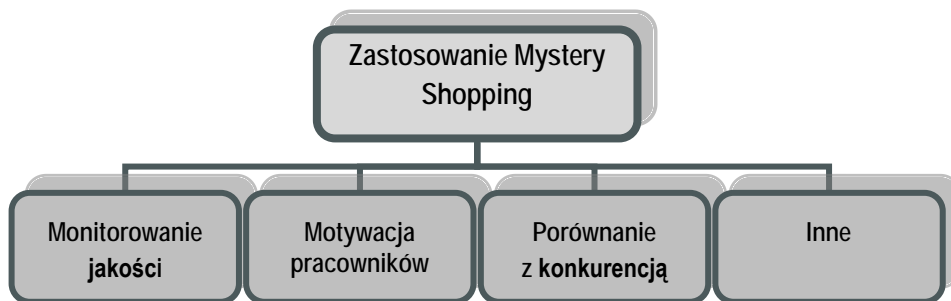 Zastosowanie Mystery
Shopping
Monitorowanie
jakości
Motywacja
pracowników
Porównanie
z konkurencją
Inne